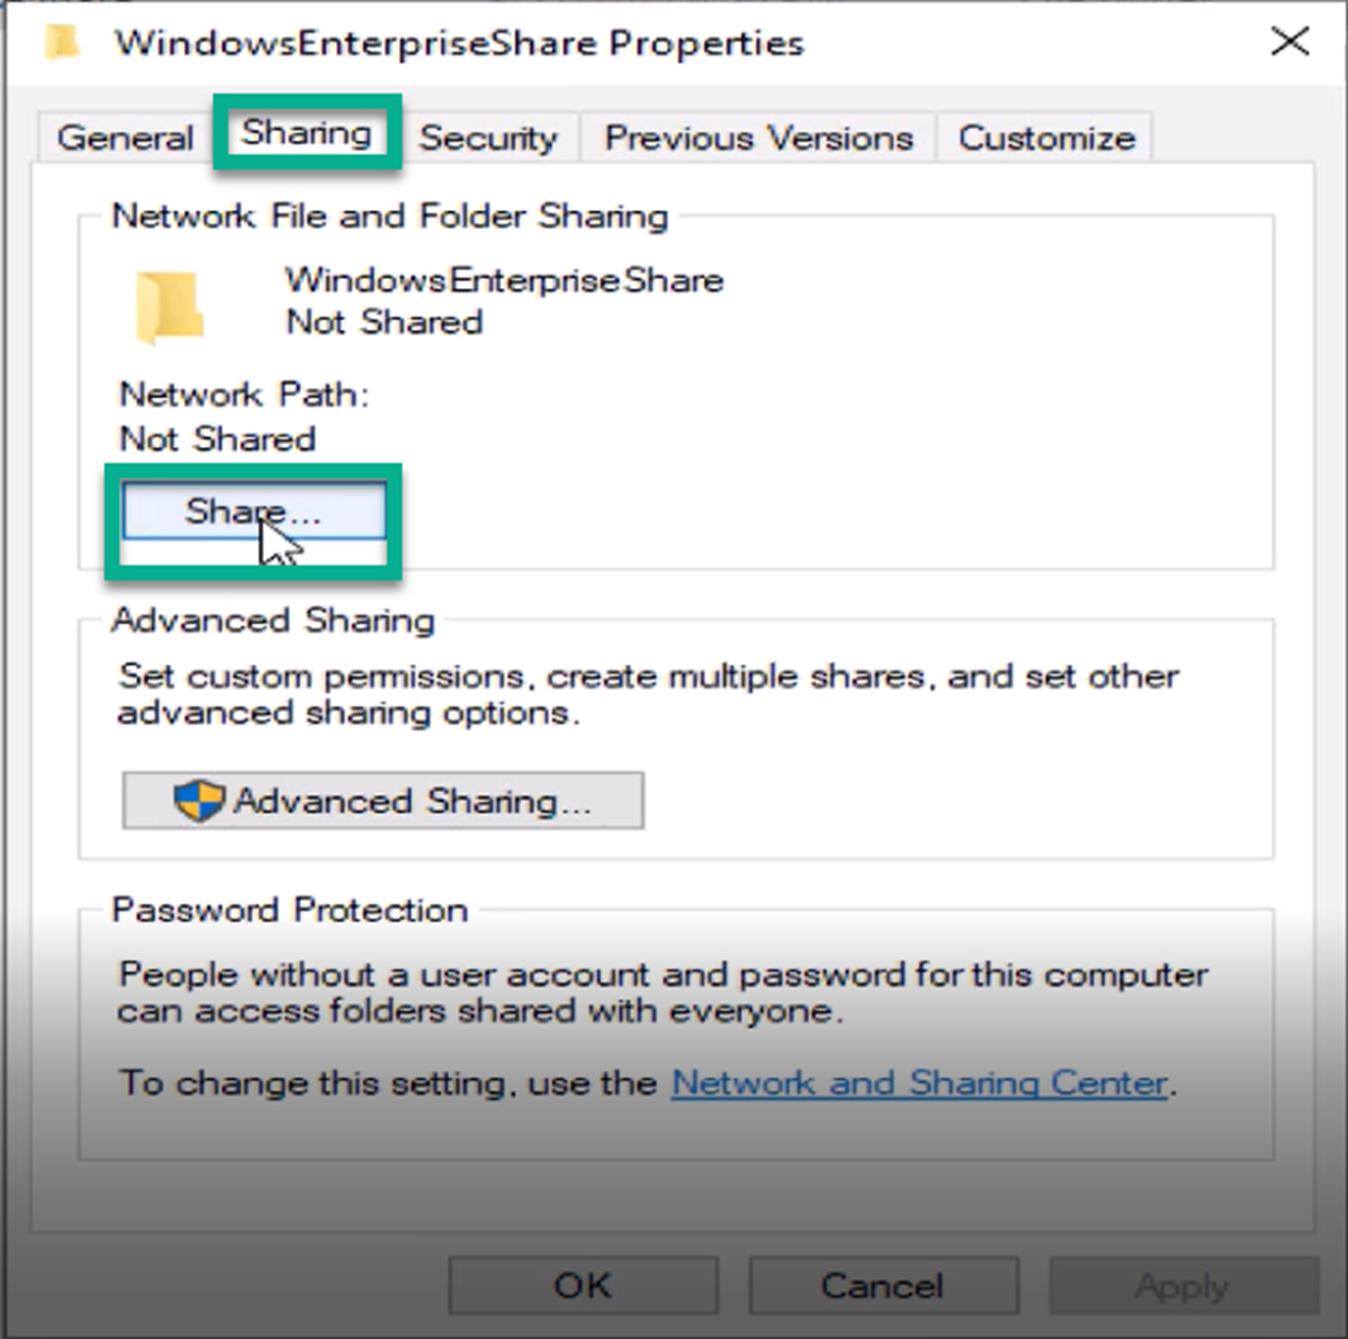 WindowsEnterpriseShare Properties
General Sharing Security Previous Versions Customize
Network File and Folder Sharing
WindowsEnterpriseShare
Not Shared
Network Path:
Not Shared
Share...
Advanced Sharing
Set custom permissions, create multiple shares, and set other
advanced sharing options.
Advanced Sharing...
Password Protection
People without a user account and password for this computer
can access folders shared with everyone.
To change this setting, use the Network and Sharing Center.
OK Cancel Apply